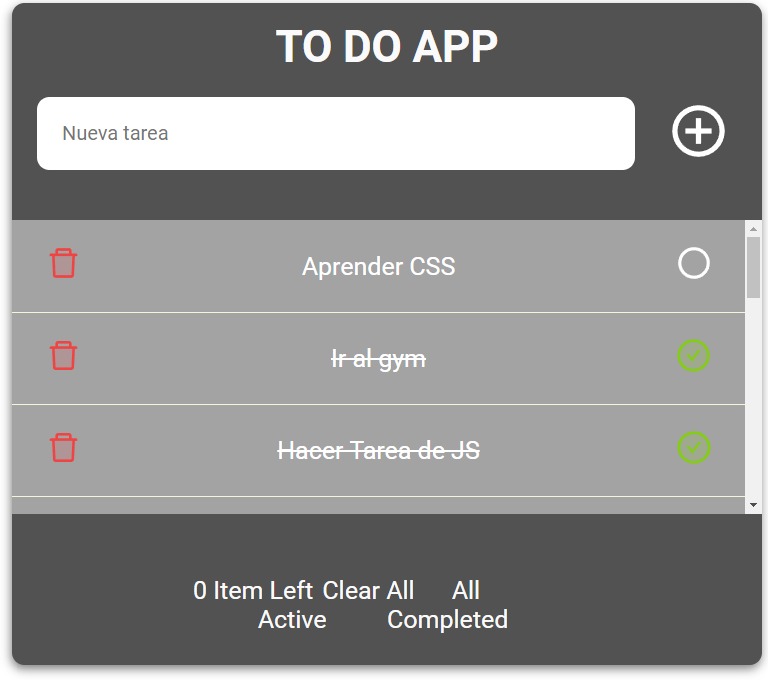 TO DO APP
Nueva tarea
Aprender CSS
Ir al gym
Hacer Tarea de JS
0 Item Left Clear All All
Active Completed